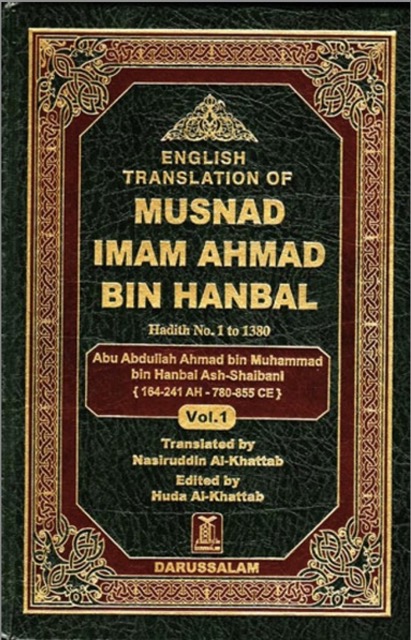 ENGLISH
TRANSLATION OF
MUSNAD
IMAM AHMAD
BIN HANBAL
Hadith No. 1 to 1380
Abu Abdullah Ahmad bin Muhammad
bin Hanbal Ash-Shaibani
{ 164-241 AH - 780-855 CE }
Vol.1
Translated by
Nasiruddin Al-Khattab
Edited by
Huda Al-Khattab
DARUSSALAM
DARUSSALAM